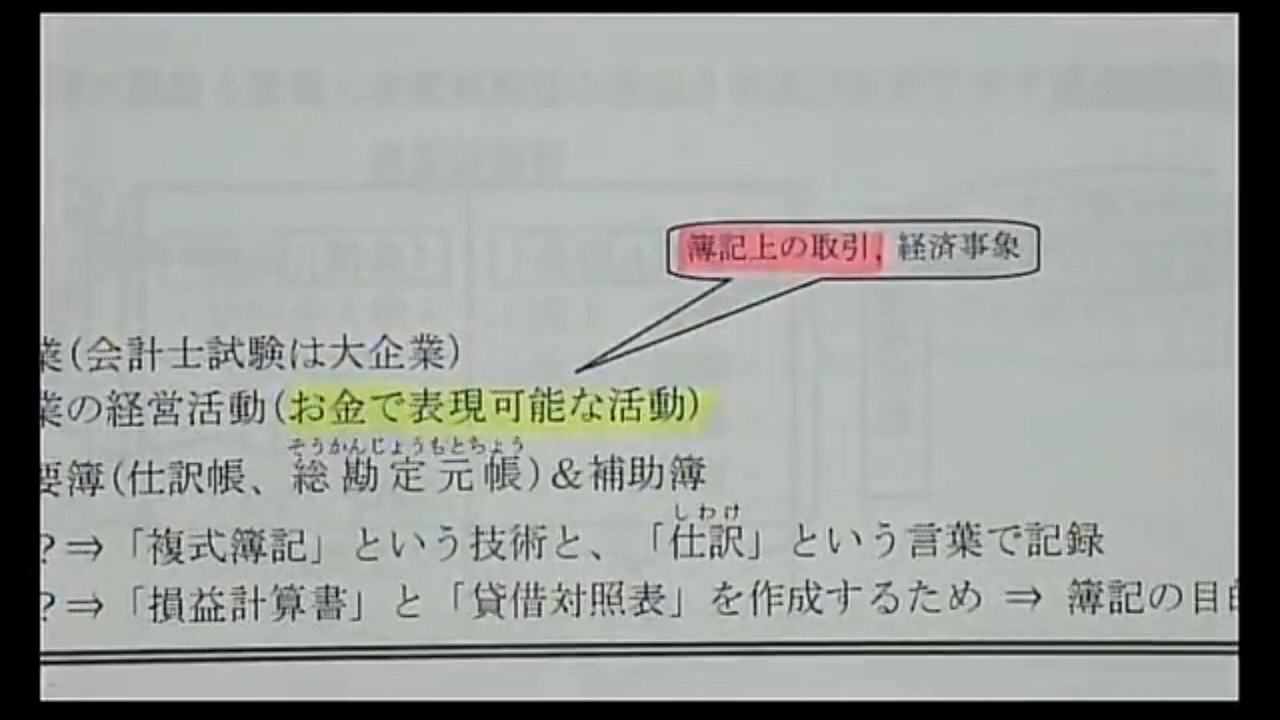 簿記上の取引, 経済事象
業(会計士試験は大企業)
業の経営活動(お金で表現可能な活動)
そうかんじょうもとちょう
要簿(仕訳帳、総勘定元帳)&補助簿
しわけ
?⇒「複式簿記」という技術と、「仕訳」という言葉で記録
?⇒「損益計算書」と「貸借対照表」を作成するため ⇒ 簿記の目的